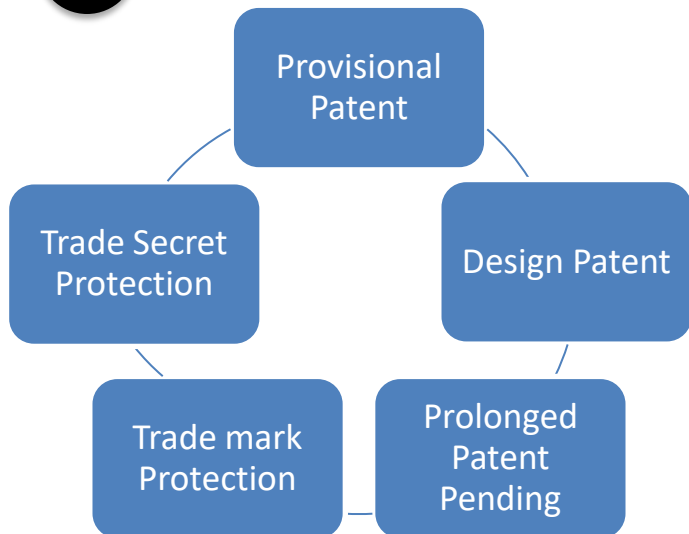 Provisional
Patent
Design Patent
Prolonged
Patent
Pending
Trade mark
Protection
Trade Secret
Protection